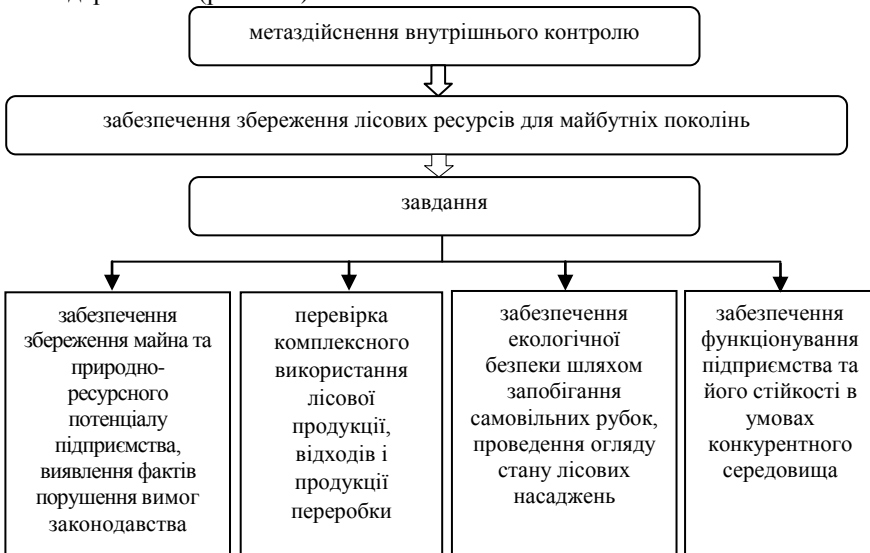 метаздійснення внутрішнього контролю
забезпечення збереження лісових ресурсів для майбутніх поколінь
завдання
забезпечення
збереження майна та
природно-
ресурсного
потенціалу
підприємства,
виявлення фактів
порушення вимог
законодавства
перевірка
комплексного
використання
лісової
продукції,
відходів і
продукції
переробки
забезпечення
екологічної
безпеки шляхом
запобігання
самовільних рубок,
проведення огляду
стану лісових
насаджень
забезпечення
функціонування
підприємства та
його стійкості в
умовах
конкурентного
середовища